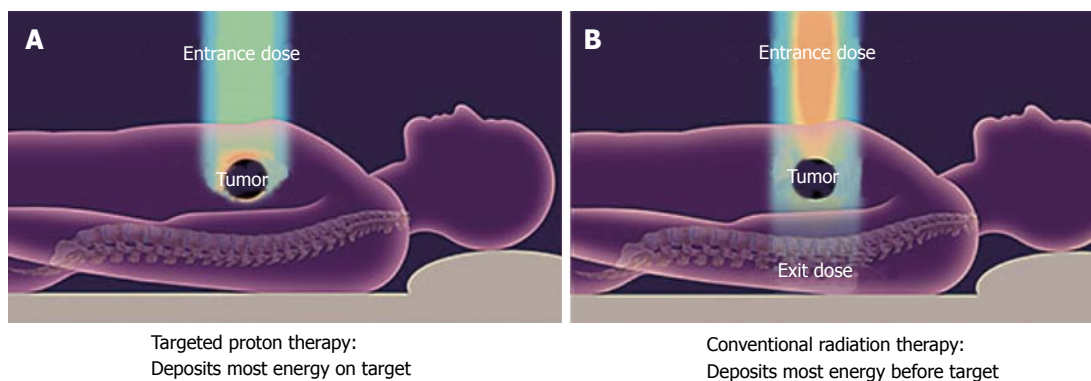 A
Entrance dose
Tumor
Targeted proton therapy:
Deposits most energy on target
B
Entrance dose
Tumor
Exit dose
Conventional radiation therapy:
Deposits most energy before target